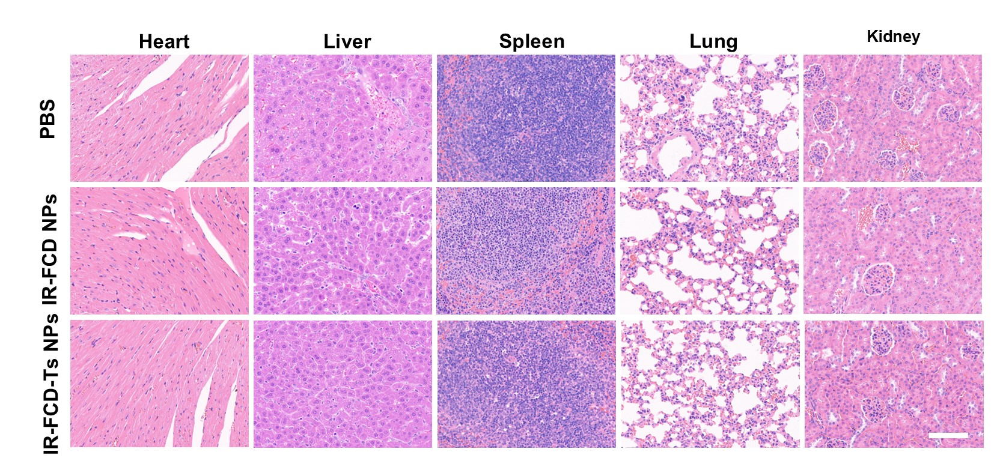 Heart
Liver
Spleen
Lung
Kidney
PBS
IR-FCD NPs
IR-FCD-Ts NPs